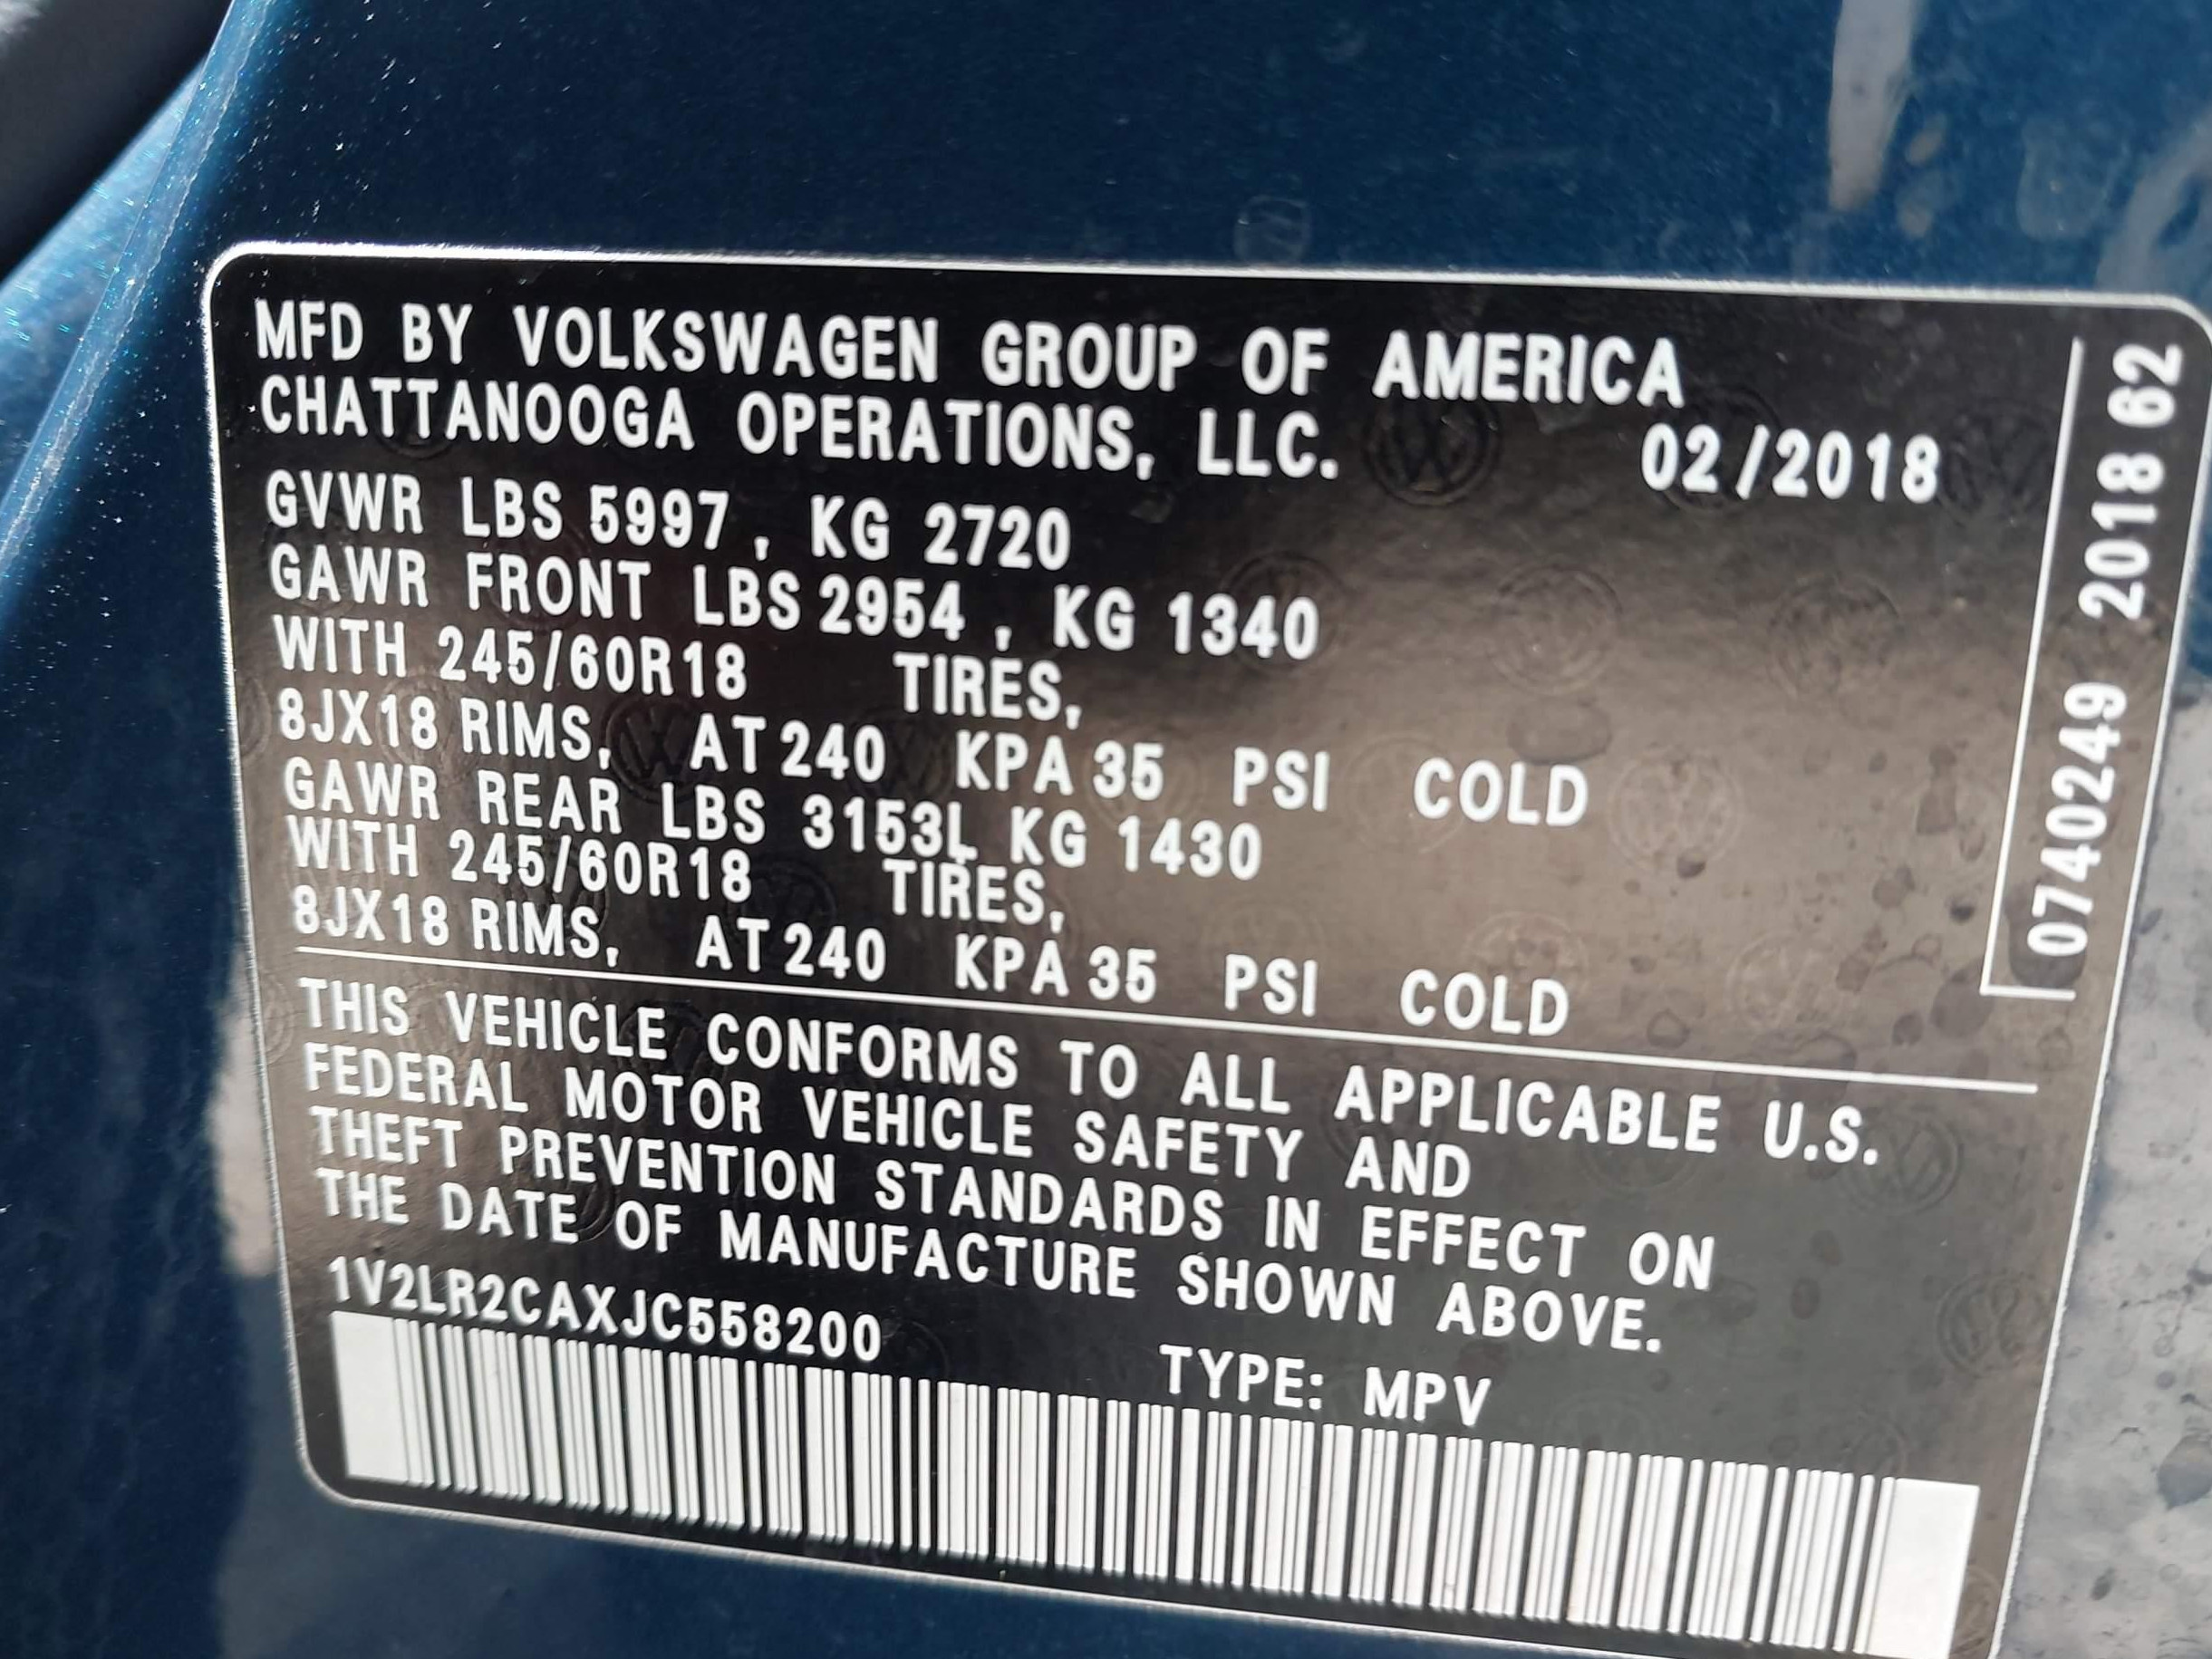 MFD BY VOLKSWAGEN GROUP OF AMERICA
CHATTANOOGA OPERATIONS, LLC. 02/2018
GVWR LBS 5997, KG 2720
GAWR FRONT LBS 2954, KG 1340
WITH 245/60R18 TIRES,
8JX18 RIMS, AT 240 KPA 35 PSI COLD
GAWR REAR LBS 3153L KG 1430
WITH 245/60R18 TIRES,
8JX18 RIMS, AT 240 KPA 35 PSI COLD
THIS VEHICLE CONFORMS TO ALL APPLICABLE U.S.
FEDERAL MOTOR VEHICLE SAFETY AND
THEFT PREVENTION STANDARDS IN EFFECT ON
THE DATE OF MANUFACTURE SHOWN ABOVE.
1V2LR2CAXJC558200
TYPE: MPV
0740249 2018 62